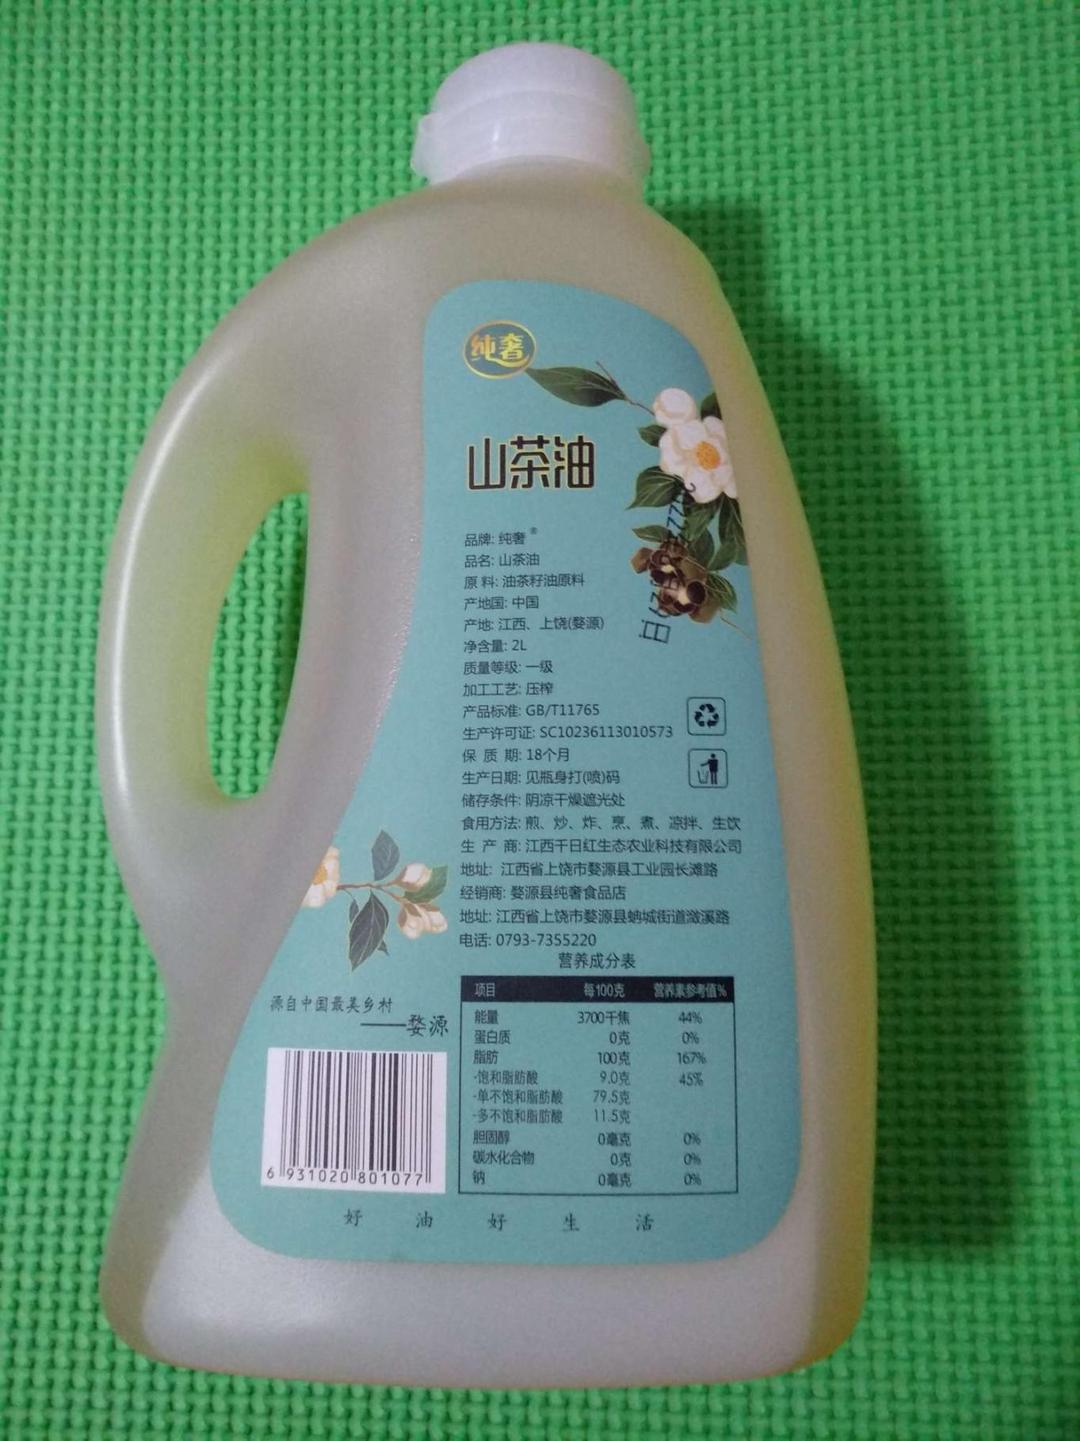 纯奢
山茶油
品牌: 纯奢®
品名: 山茶油
原 料: 油茶籽油原料
产地国: 中国
产地: 江西、上饶(婺源)
净含量: 2L
质量等级: 一级
加工工艺: 压榨
产品标准: GB/T11765
生产许可证: SC10236113010573
保 质 期: 18个月
生产日期: 见瓶身打(喷)码
储存条件: 阴凉干燥遮光处
食用方法: 煎、炒、炸、烹、煮、凉拌、生饮
生 产 商: 江西千日红生态农业科技有限公司
地址: 江西省上饶市婺源县工业园长滩路
经销商: 婺源县纯奢食品店
地址: 江西省上饶市婺源县蚺城街道潋溪路
电话: 0793-7355220
营养成分表
项目 每100克 营养素参考值%
能量 3700千焦 44%
蛋白质 0克 0%
脂肪 100克 167%
-饱和脂肪酸 9.0克 45%
-单不饱和脂肪酸 79.5克
-多不饱和脂肪酸 11.5克
胆固醇 0毫克 0%
碳水化合物 0克 0%
钠 0毫克 0%
源自中国最美乡村
——婺源
6 931020 801077
好 油 好 生 活